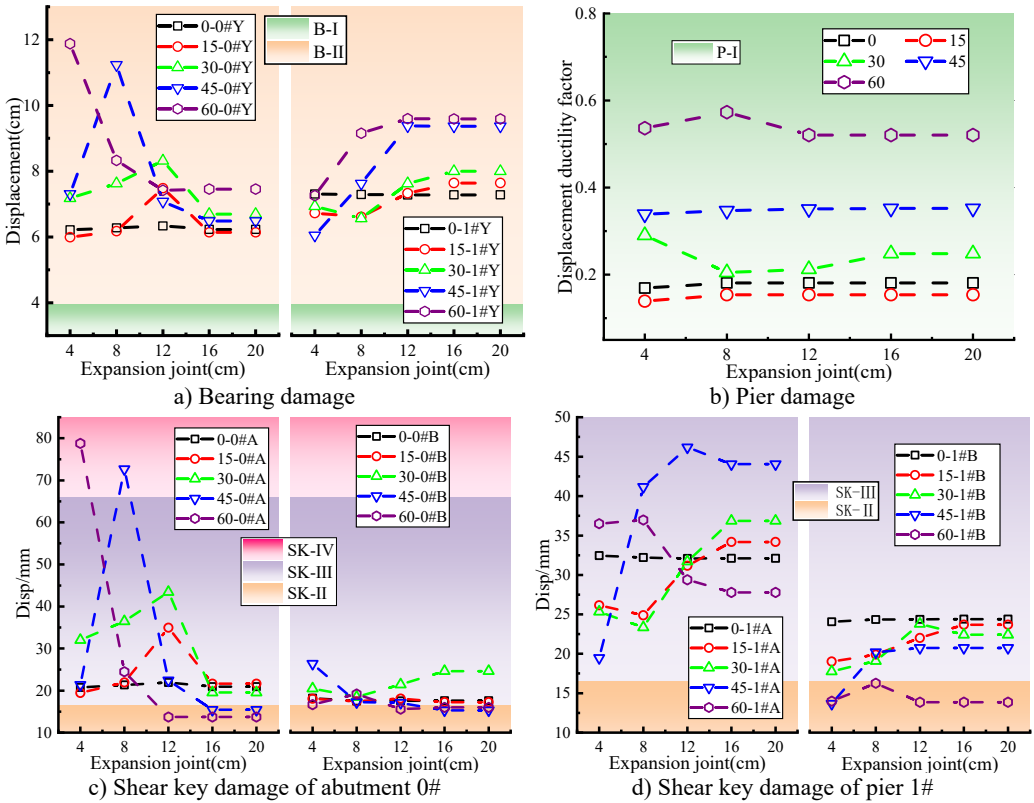 Displacement(cm)
12
10
8
6
4
0-0#Y
15-0#Y
30-0#Y
45-0#Y
60-0#Y
B-I
B-II
0-1#Y
15-1#Y
30-1#Y
45-1#Y
60-1#Y
4 8 12 16 20 4 8 12 16 20
Expansion joint(cm) Expansion joint(cm)
a) Bearing damage
Displacement ductility factor
0.8
0.6
0.4
0.2
P-I
0 15
30 45
60
4 8 12 16 20
Expansion joint(cm)
b) Pier damage
Disp/mm
80
70
60
50
40
30
20
10
0-0#A
15-0#A
30-0#A
45-0#A
60-0#A
0-0#B
15-0#B
30-0#B
45-0#B
60-0#B
SK-IV
SK-III
SK-II
4 8 12 16 20 4 8 12 16 20
Expansion joint(cm) Expansion joint(cm)
c) Shear key damage of abutment 0#
Disp/mm
50
45
40
35
30
25
20
15
10
SK-III
SK-II
0-1#B
15-1#B
30-1#B
45-1#B
60-1#B
0-1#A
15-1#A
30-1#A
45-1#A
60-1#A
4 8 12 16 20 4 8 12 16 20
Expansion joint(cm) Expansion joint(cm)
d) Shear key damage of pier 1#